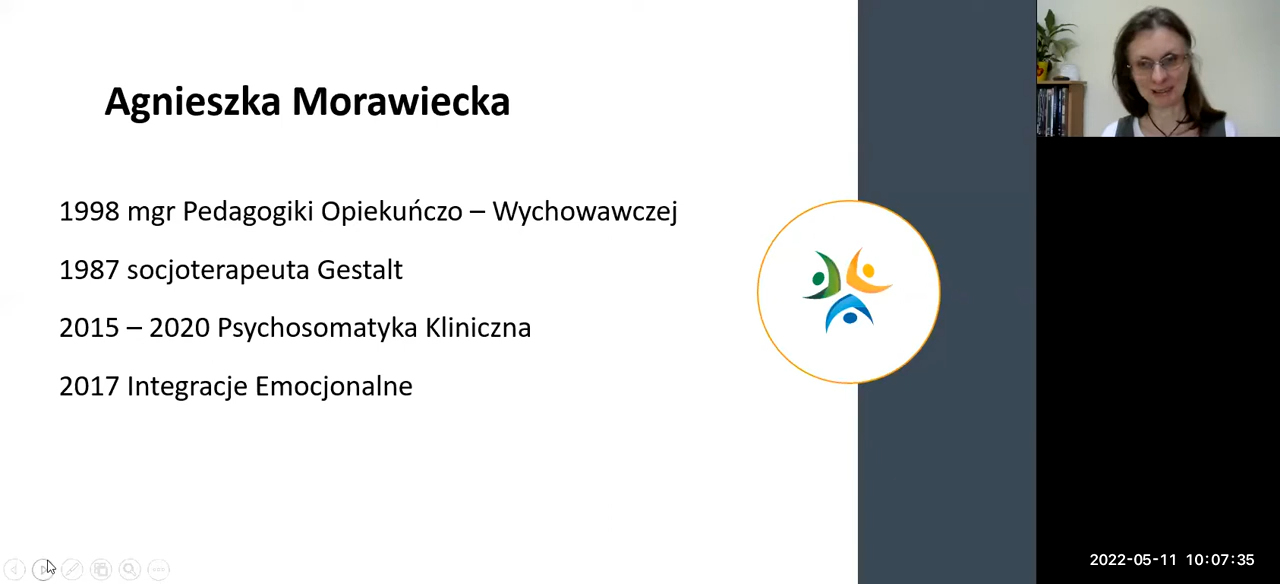 Agnieszka Morawiecka
1998 mgr Pedagogiki Opiekuńczo – Wychowawczej
1987 socjoterapeuta Gestalt
2015 – 2020 Psychosomatyka Kliniczna
2017 Integracje Emocjonalne
2022-05-11 10:07:35